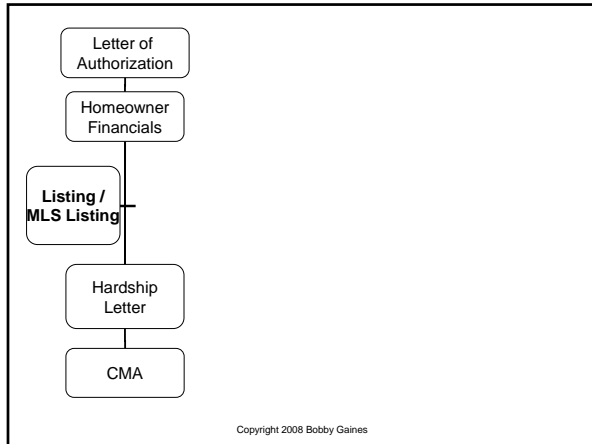 Letter of
Authorization
Homeowner
Financials
Listing /
MLS Listing
Hardship
Letter
CMA
Copyright 2008 Bobby Gaines